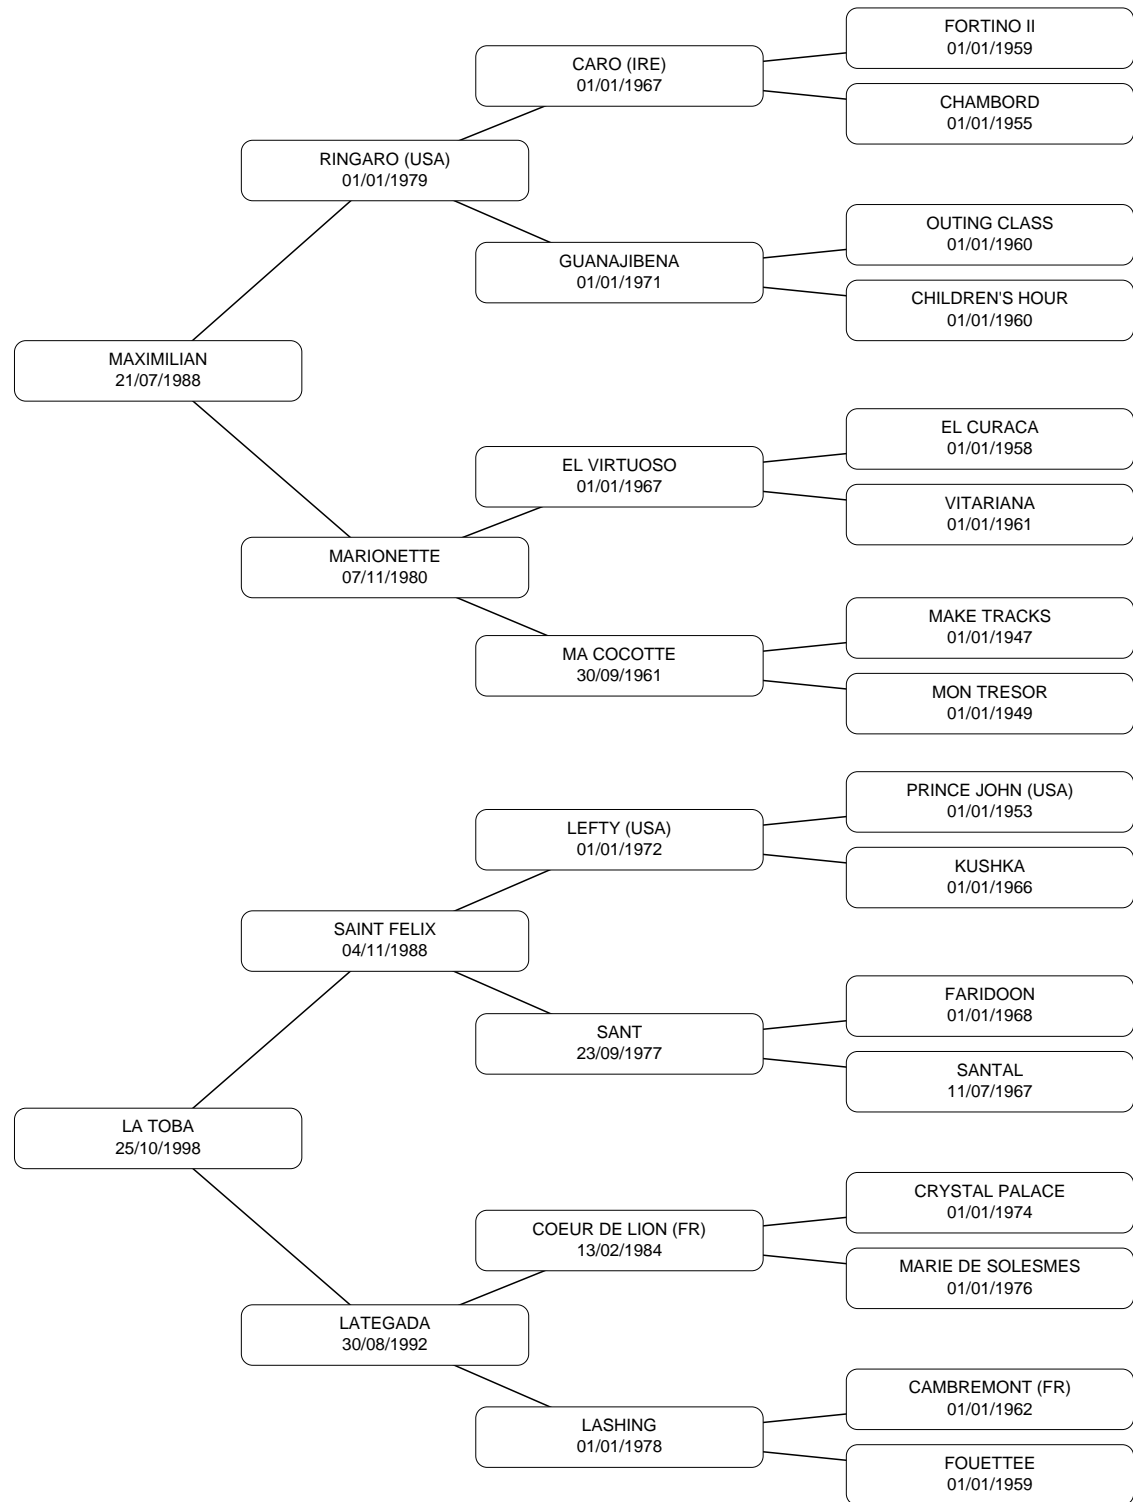 FORTINO II
01/01/1959
CARO (IRE)
01/01/1967
CHAMBORD
01/01/1955
RINGARO (USA)
01/01/1979
OUTING CLASS
01/01/1960
GUANAJIBENA
01/01/1971
CHILDREN'S HOUR
01/01/1960
MAXIMILIAN
21/07/1988
EL CURACA
01/01/1958
EL VIRTUOSO
01/01/1967
VITARIANA
01/01/1961
MARIONETTE
07/11/1980
MAKE TRACKS
01/01/1947
MA COCOTTE
30/09/1961
MON TRESOR
01/01/1949
PRINCE JOHN (USA)
01/01/1953
LEFTY (USA)
01/01/1972
KUSHKA
01/01/1966
SAINT FELIX
04/11/1988
FARIDOON
01/01/1968
SANT
23/09/1977
SANTAL
11/07/1967
LA TOBA
25/10/1998
CRYSTAL PALACE
01/01/1974
COEUR DE LION (FR)
13/02/1984
MARIE DE SOLESMES
01/01/1976
LATEGADA
30/08/1992
CAMBREMONT (FR)
01/01/1962
LASHING
01/01/1978
FOUETTEE
01/01/1959